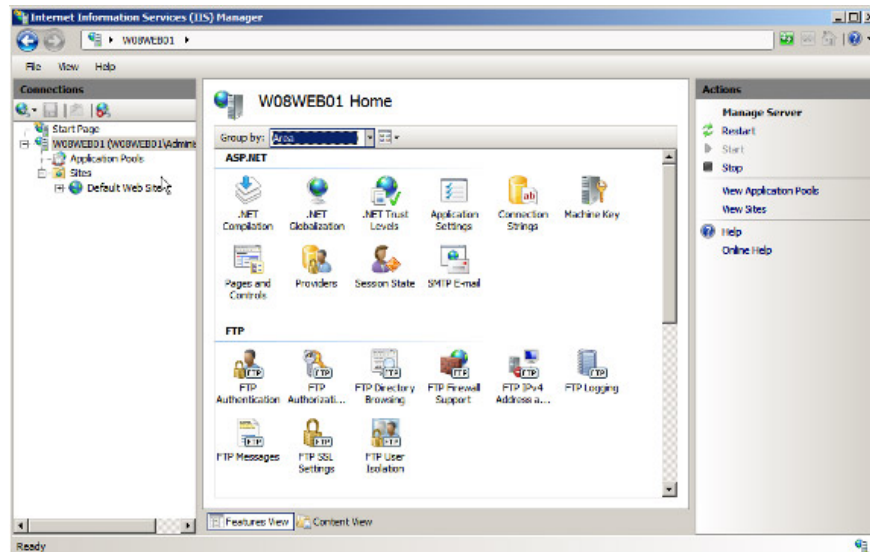 Internet Information Services (IIS) Manager
W08WEB01
File View Help
Connections
Start Page
W08WEB01 (W08WEB01\Adminis
Application Pools
Sites
Default Web Site
W08WEB01 Home
Group by: Area
ASP.NET
.NET Compilation
.NET Globalization
.NET Trust Levels
Application Settings
Connection Strings
Machine Key
Pages and Controls
Providers
Session State
SMTP E-mail
FTP
FTP Authentication
FTP Authorizati...
FTP Directory Browsing
FTP Firewall Support
FTP IPv4 Address a...
FTP Logging
FTP Messages
FTP SSL Settings
FTP User Isolation
Features View
Content View
Actions
Manage Server
Restart
Start
Stop
View Application Pools
View Sites
Help
Online Help
Ready